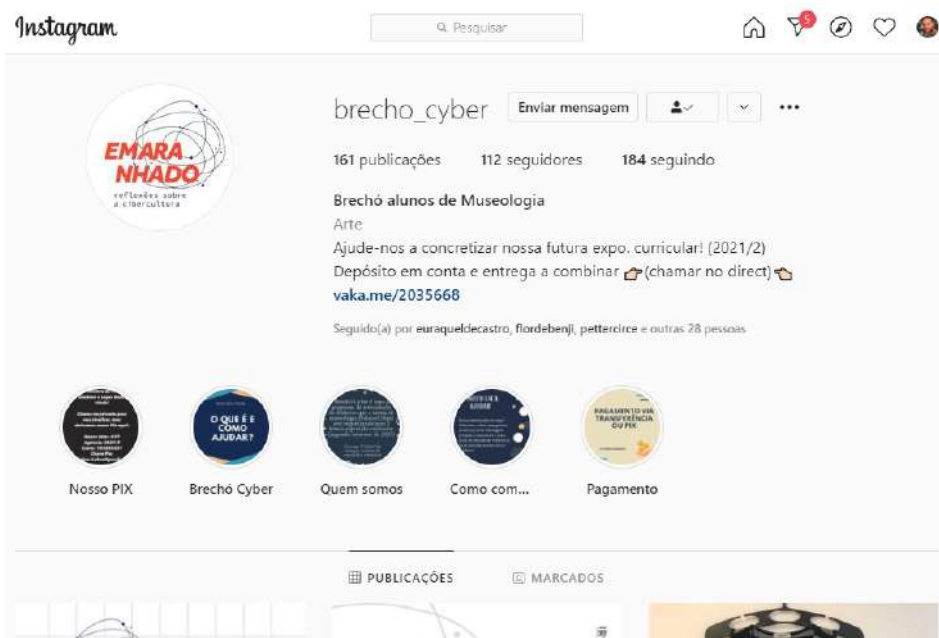 Instagram
Pesquisar
5
brecho_cyber
Enviar mensagem
161 publicações 112 seguidores 184 seguindo
EMARA
NHADO
reflexões sobre
a cibercultura
Brechó alunos de Museologia
Arte
Ajude-nos a concretizar nossa futura expo. curricular! (2021/2)
Depósito em conta e entrega a combinar 👉(chamar no direct)👈
vaka.me/2035668
Seguido(a) por euraqueldecastro, flordebenji, pettercirce e outras 28 pessoas
O QUE É E
COMO
AJUDAR?
PAGAMENTO VIA
TRANSFERÊNCIA
OU PIX
Nosso PIX
Brechó Cyber
Quem somos
Como com...
Pagamento
PUBLICAÇÕES
MARCADOS